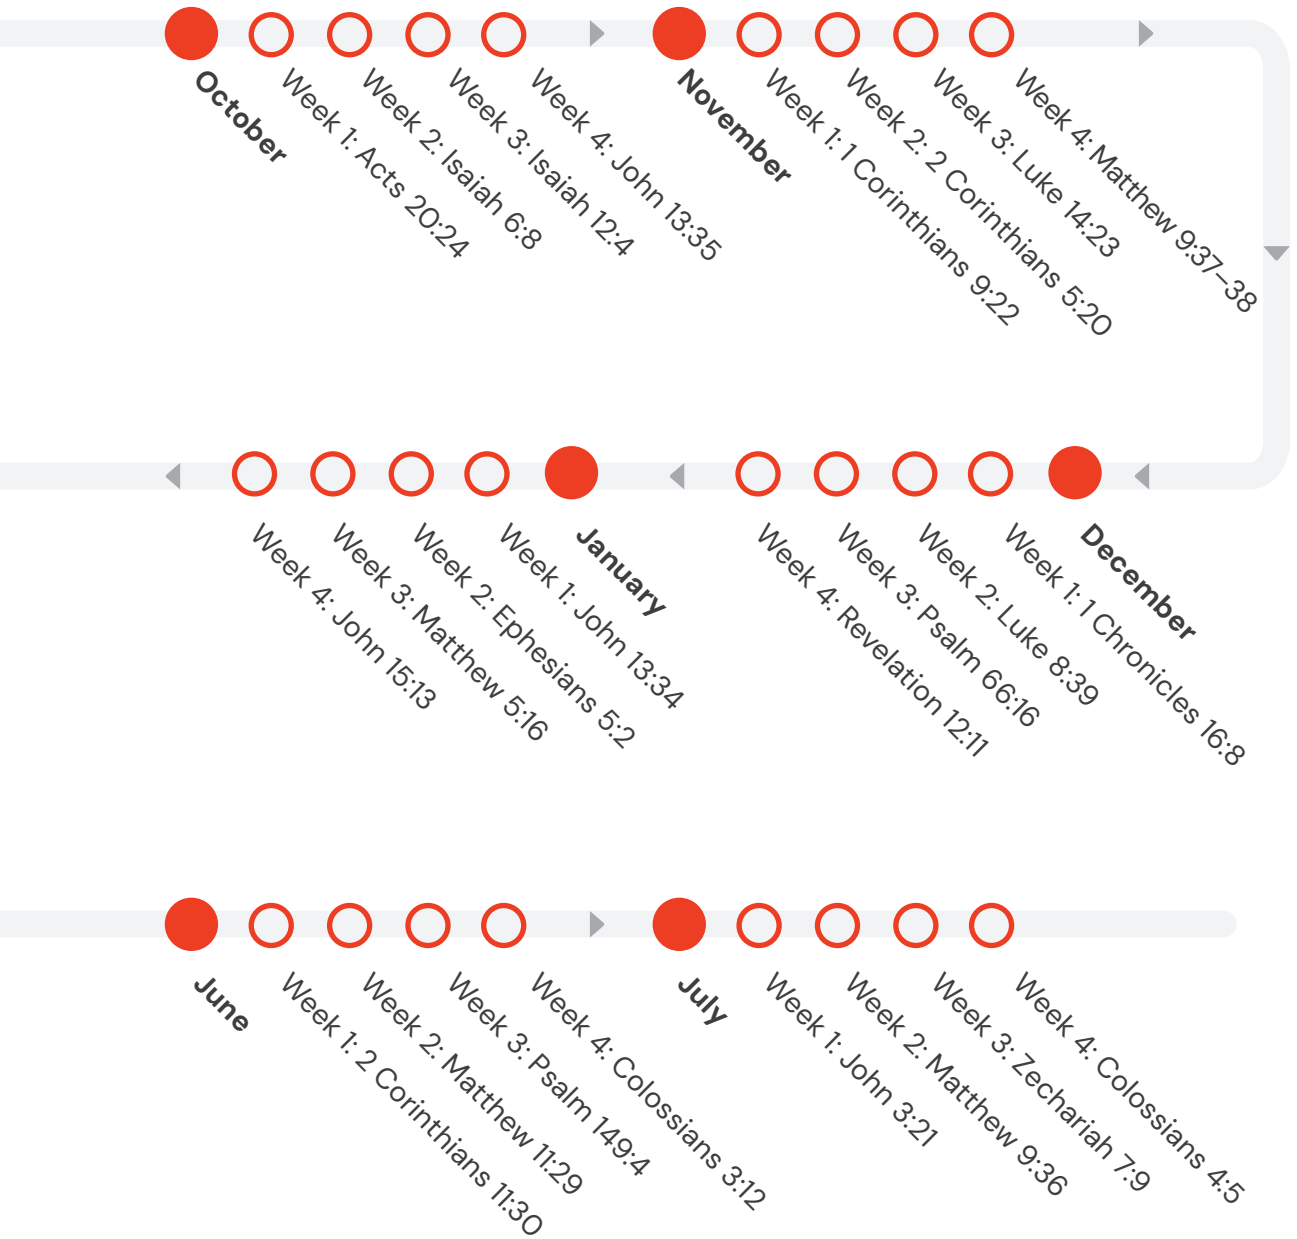 October
Week 1: Acts 20:24
Week 2: Isaiah 6:8
Week 3: Isaiah 12:4
Week 4: John 13:35
November
Week 1: 1 Corinthians 9:22
Week 2: 2 Corinthians 5:20
Week 3: Luke 14:23
Week 4: Matthew 9:37–38
December
Week 1: 1 Chronicles 16:8
Week 2: Luke 8:39
Week 3: Psalm 66:16
Week 4: Revelation 12:11
January
Week 1: John 13:34
Week 2: Ephesians 5:2
Week 3: Matthew 5:16
Week 4: John 15:13
June
Week 1: 2 Corinthians 11:30
Week 2: Matthew 11:29
Week 3: Psalm 149:4
Week 4: Colossians 3:12
July
Week 1: John 3:21
Week 2: Matthew 9:36
Week 3: Zechariah 7:9
Week 4: Colossians 4:5